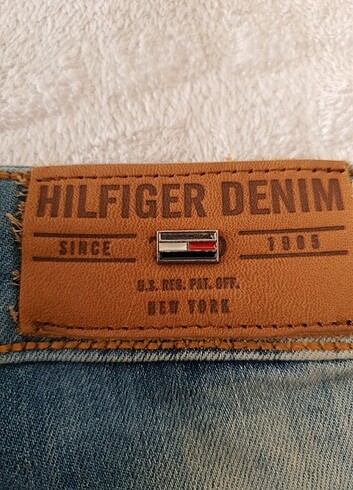 HILFIGER DENIM
SINCE 1985
U.S. REG. PAT. OFF.
NEW YORK